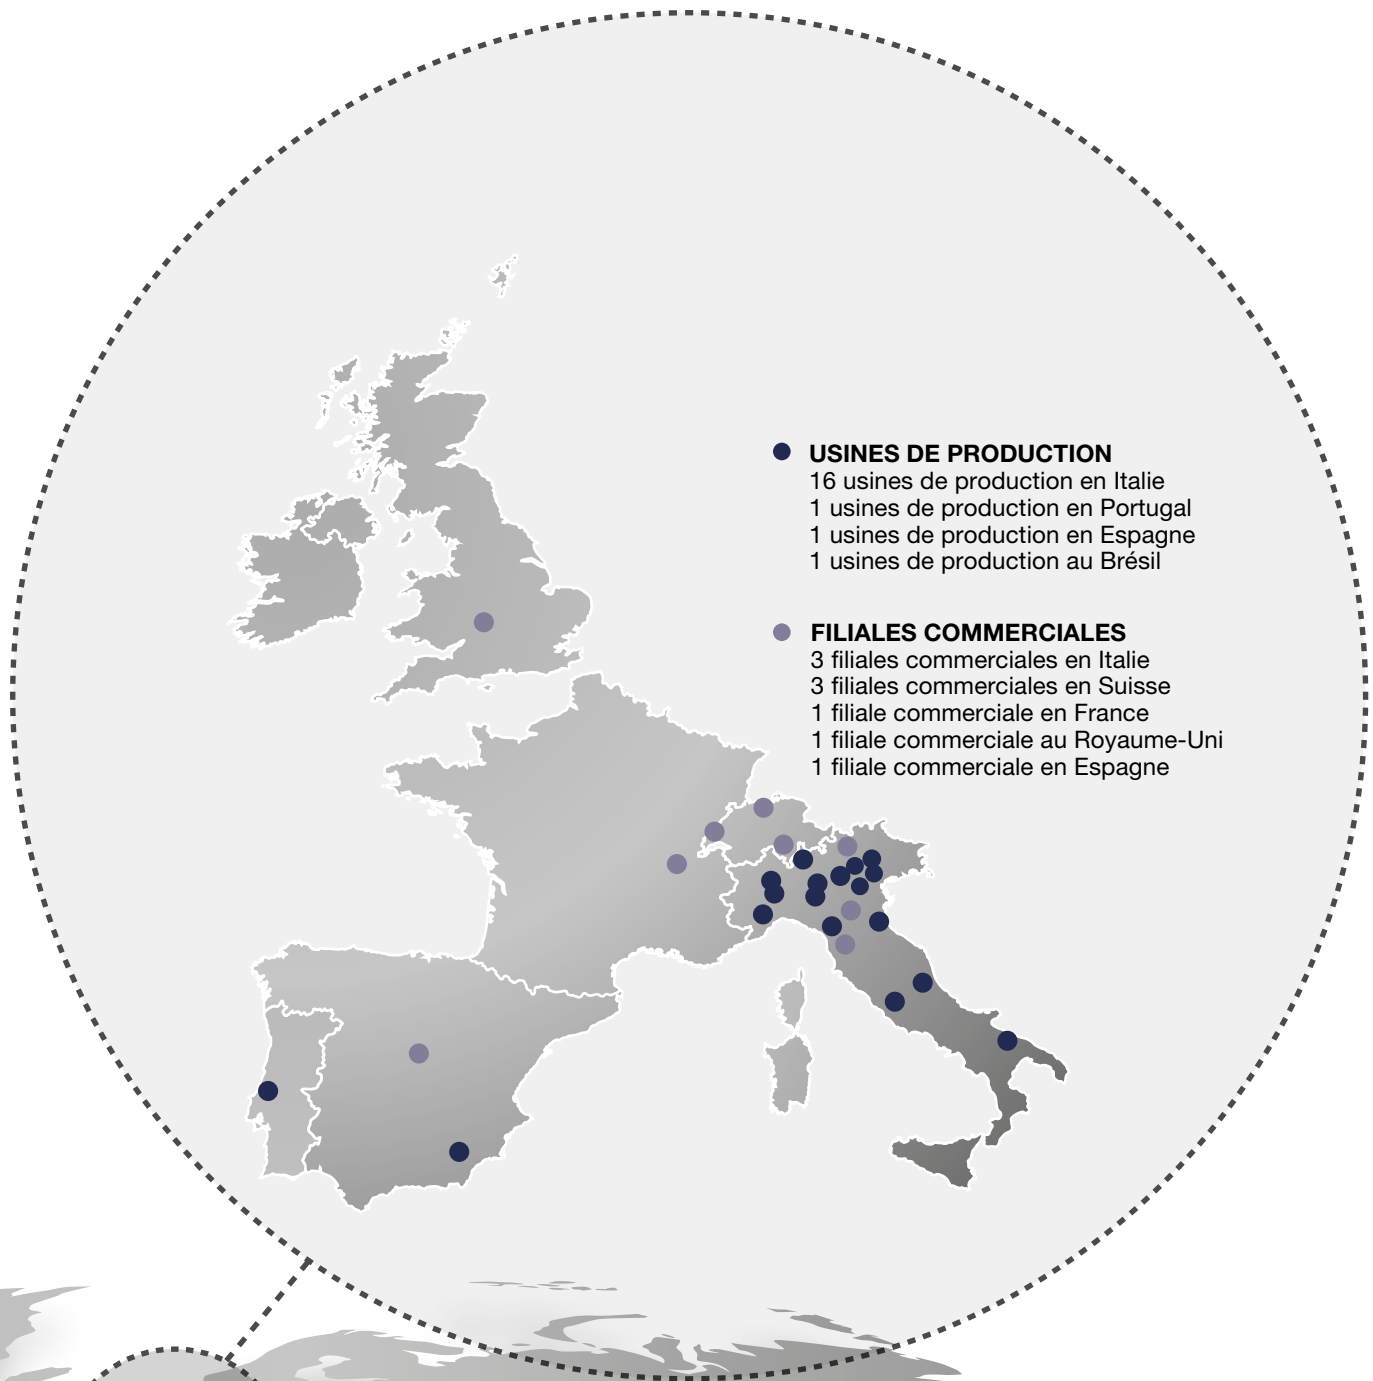 USINES DE PRODUCTION
16 usines de production en Italie
1 usines de production en Portugal
1 usines de production en Espagne
1 usines de production au Brésil
FILIALES COMMERCIALES
3 filiales commerciales en Italie
3 filiales commerciales en Suisse
1 filiale commerciale en France
1 filiale commerciale au Royaume-Uni
1 filiale commerciale en Espagne